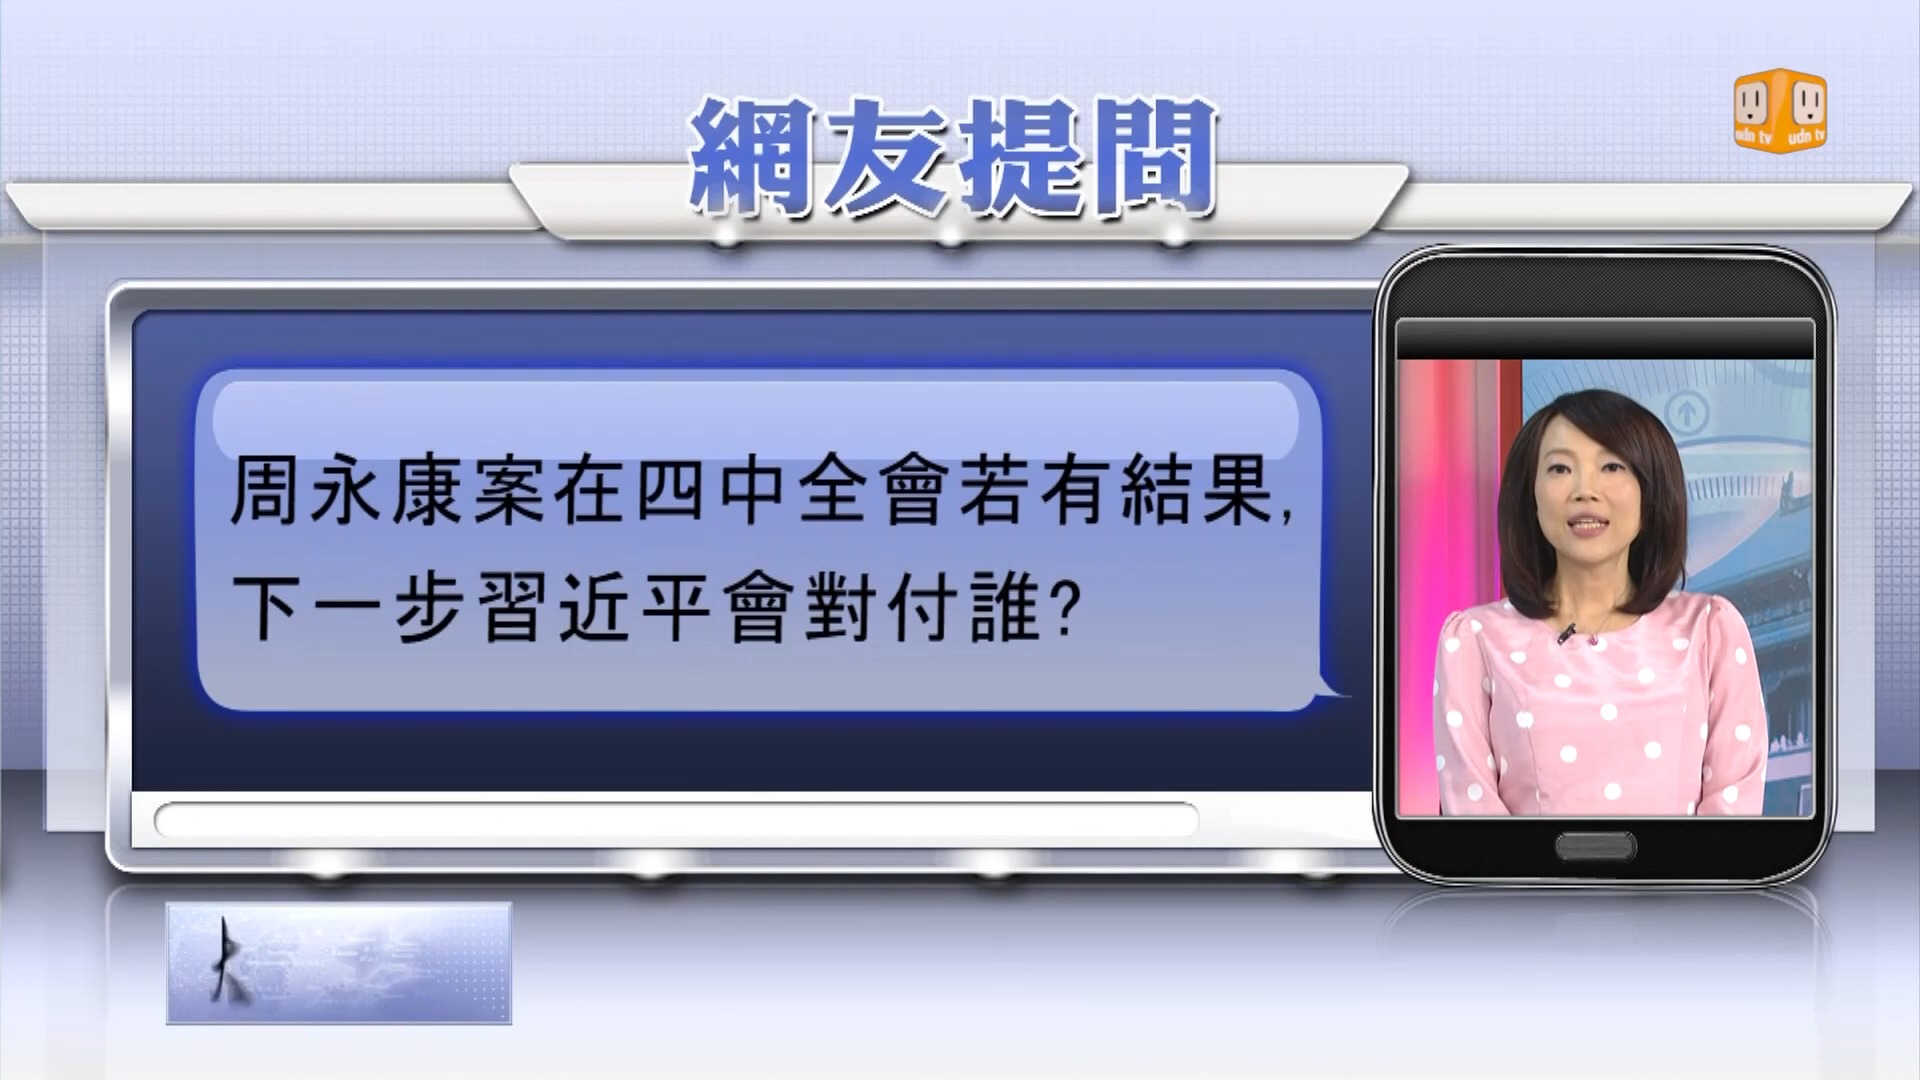 網友提問
udn tv udn tv
周永康案在四中全會若有結果,
下一步習近平會對付誰?